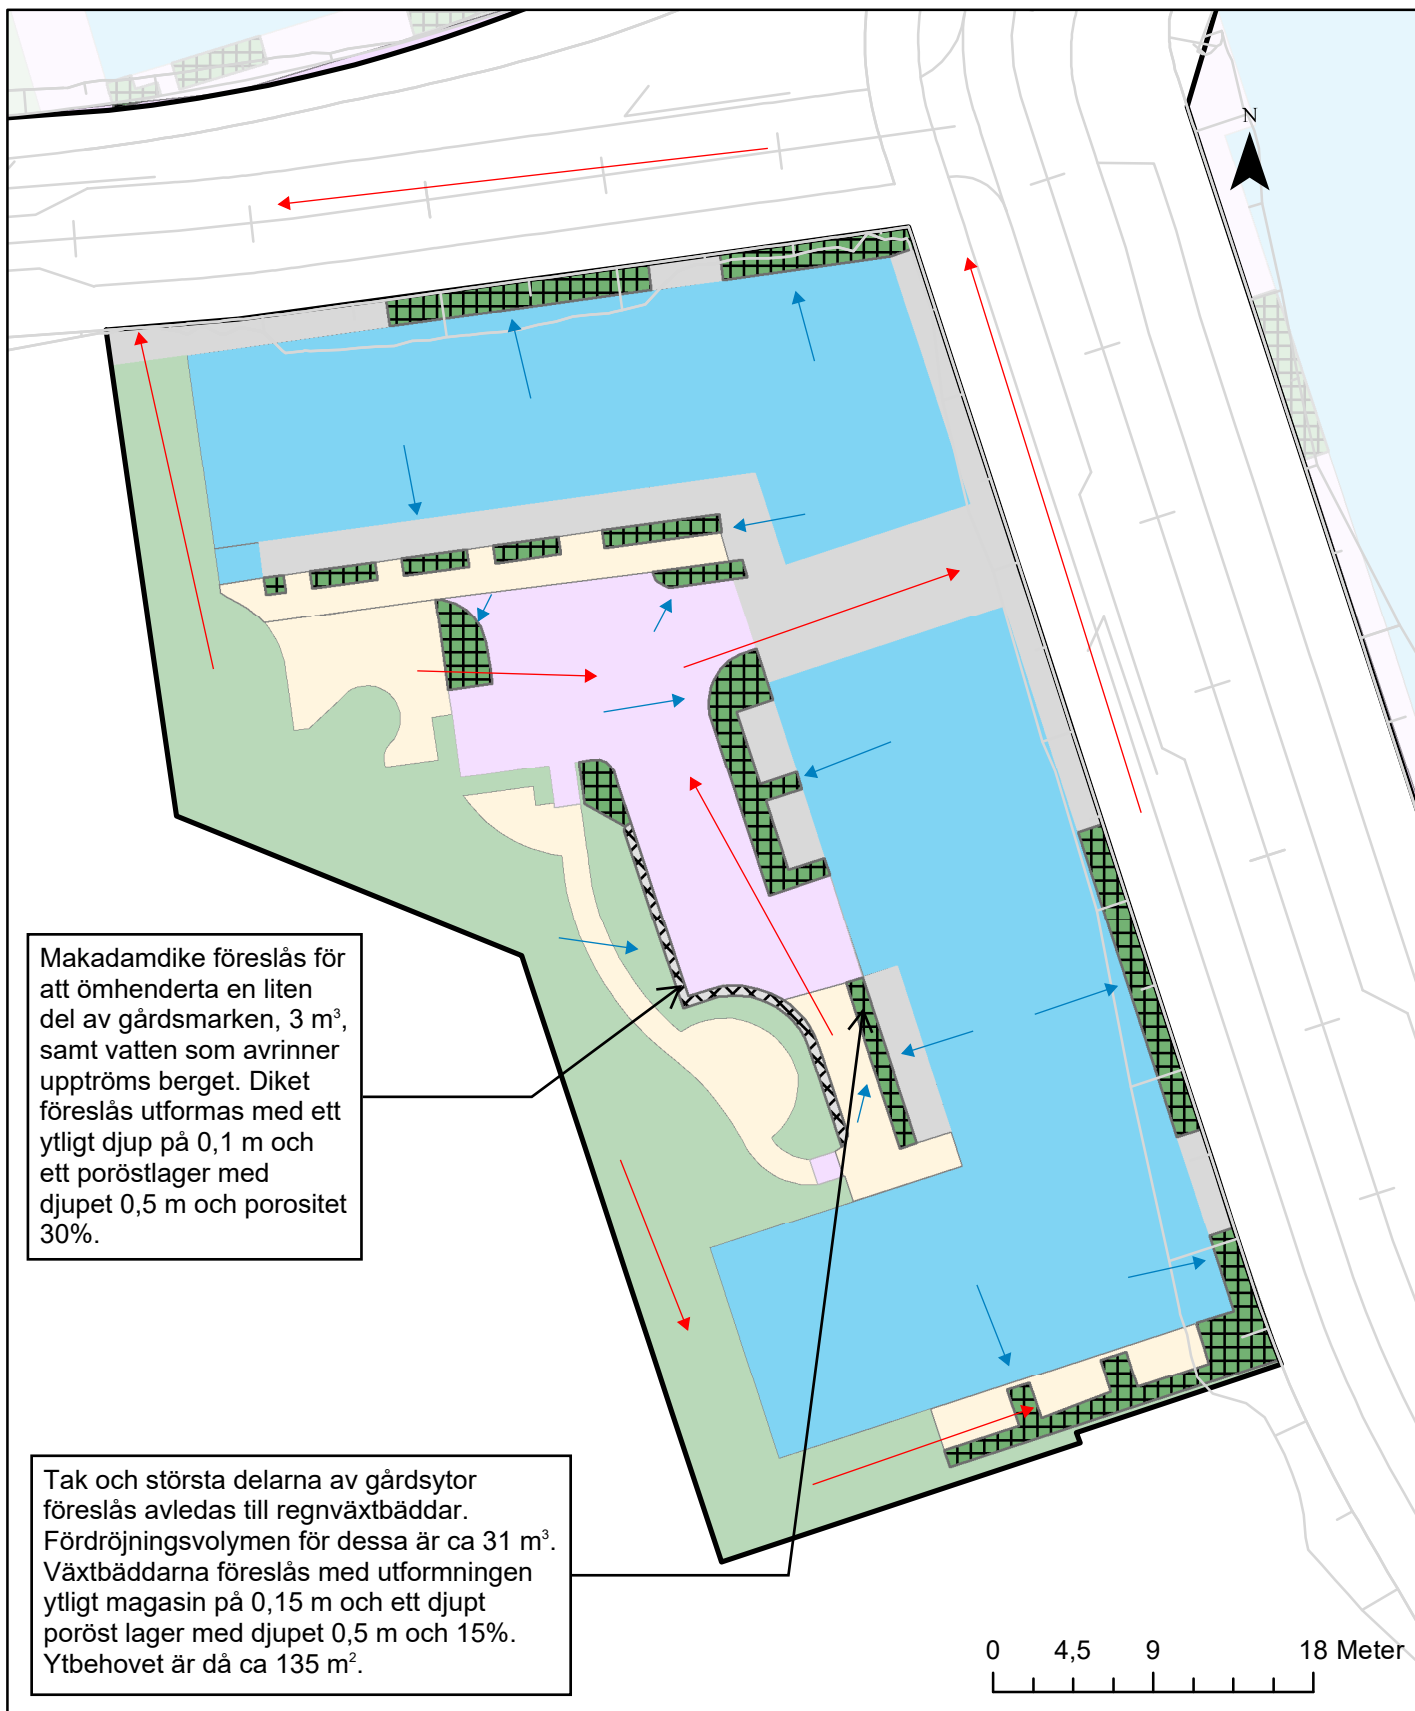 N
Makadamdike föreslås för
att ömhenderta en liten
del av gårdsmarken, 3 m³,
samt vatten som avrinner
upptröms berget. Diket
föreslås utformas med ett
ytligt djup på 0,1 m och
ett poröstlager med
djupet 0,5 m och porositet
30%.
Tak och största delarna av gårdsytor
föreslås avledas till regnväxtbäddar.
Fördröjningsvolymen för dessa är ca 31 m³.
Växtbäddarna föreslås med utformningen
ytligt magasin på 0,15 m och ett djupt
poröst lager med djupet 0,5 m och 15%.
Ytbehovet är då ca 135 m².
0 4,5 9 18 Meter